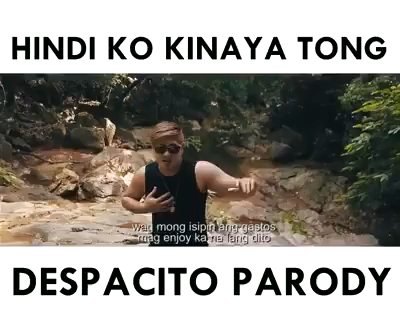 HINDI KO KINAYA TONG
wag mong isipin ang gastos
mag enjoy ka na lang dito
DESPACITO PARODY